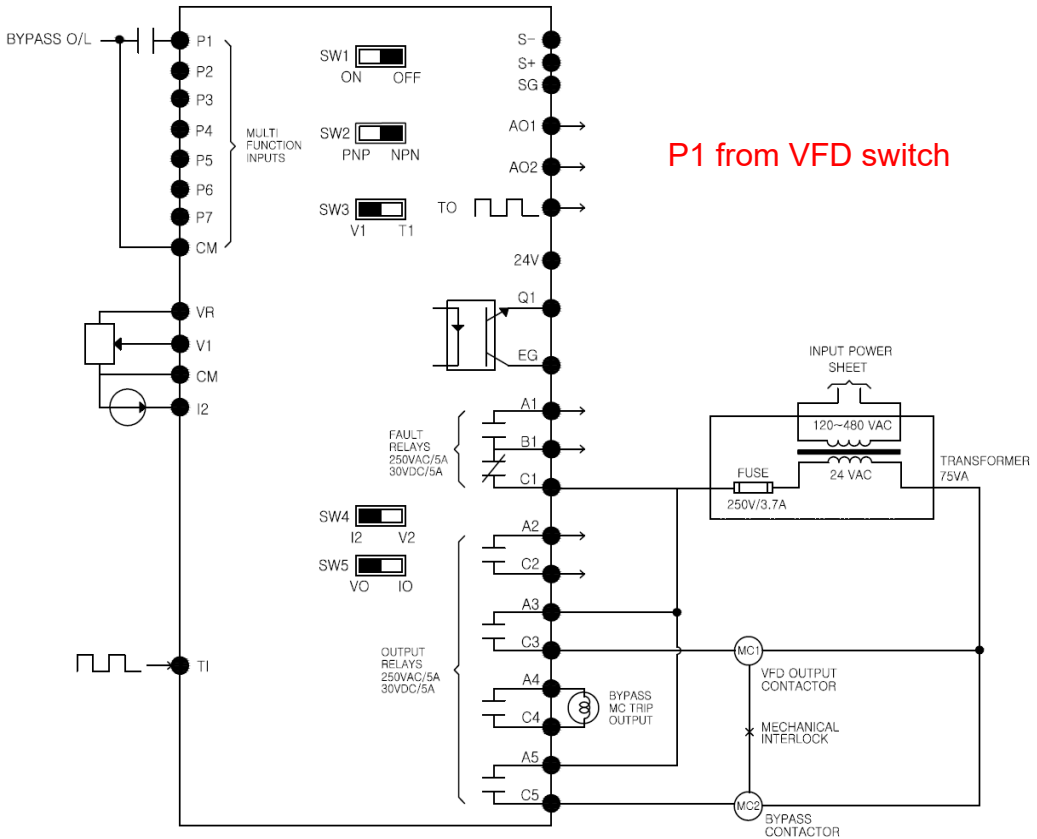 BYPASS O/L
P1
P2
P3
P4
P5
P6
P7
CM
MULTI
FUNCTION
INPUTS
VR
V1
CM
I2
TI
SW1
ON OFF
SW2
PNP NPN
SW3
V1 T1
SW4
I2 V2
SW5
VO IO
S-
S+
SG
AO1
AO2
TO
24V
Q1
EG
FAULT
RELAYS
250VAC/5A
30VDC/5A
A1
B1
C1
OUTPUT
RELAYS
250VAC/5A
30VDC/5A
A2
C2
A3
C3
A4
C4
A5
C5
BYPASS
MC TRIP
OUTPUT
P1 from VFD switch
INPUT POWER
SHEET
120~480 VAC
24 VAC
FUSE
250V/3.7A
TRANSFORMER
75VA
MC1
VFD OUTPUT
CONTACTOR
MECHANICAL
INTERLOCK
MC2
BYPASS
CONTACTOR